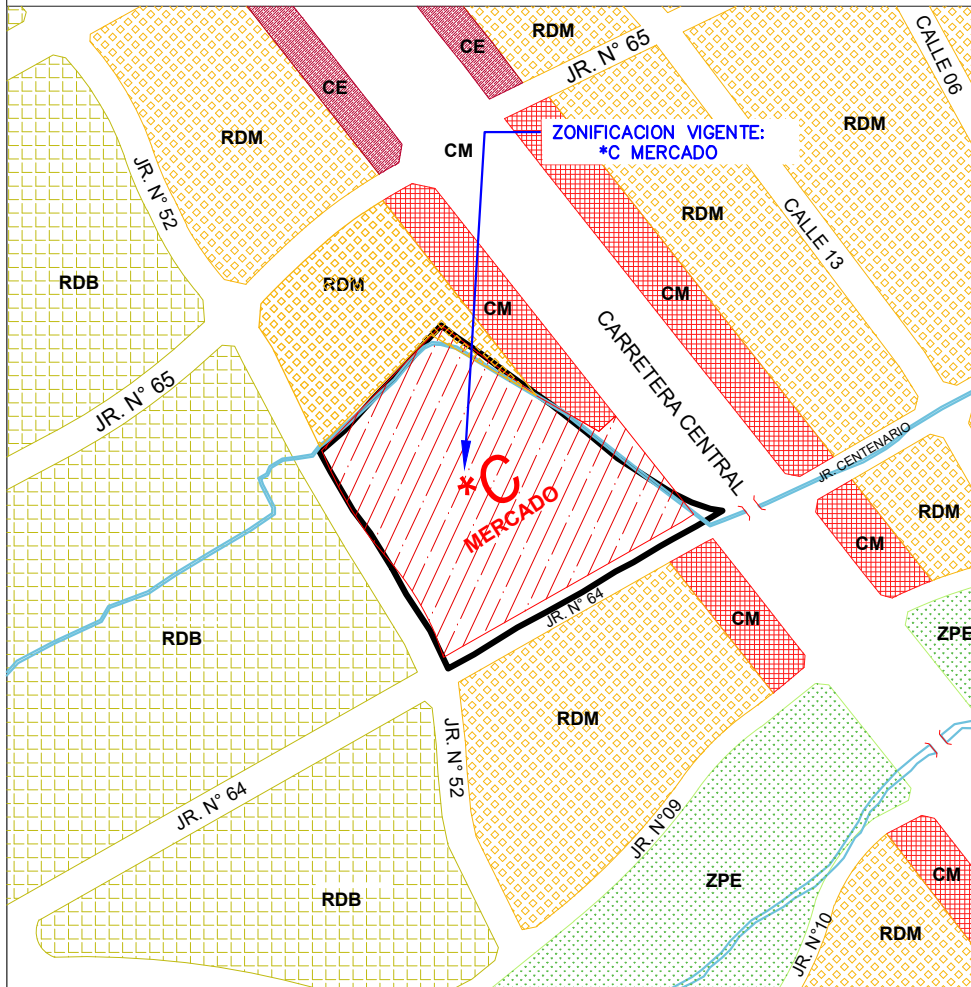 RDM
CE
CE
JR. N° 65
CALLE 06
RDM
RDM
ZONIFICACION VIGENTE:
*C MERCADO
CM
JR. N° 52
RDM
CALLE 13
RDB
RDM
CM
CM
CARRETERA CENTRAL
JR. N° 65
JR. CENTENARIO
*C
MERCADO
RDM
CM
JR. N° 64
CM
RDB
ZPE
RDM
JR. N° 52
JR. N° 64
JR. N°09
ZPE
CM
RDB
RDM
JR. N°10